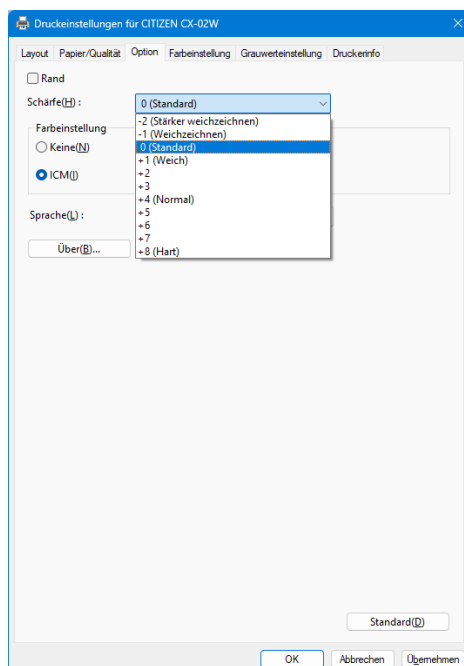 Druckeinstellungen für CITIZEN CX-02W
Layout Papier/Qualität Option Farbeinstellung Grauwerteinstellung Druckerinfo
Rand
Schärfe(H) : 0 (Standard)
-2 (Stärker weichzeichnen)
-1 (Weichzeichnen)
0 (Standard)
+1 (Weich)
+2
+3
+4 (Normal)
+5
+6
+7
+8 (Hart)
Farbeinstellung
Keine(N)
ICM(I)
Sprache(L) :
Über(B)...
Standard(D)
OK Abbrechen Übernehmen